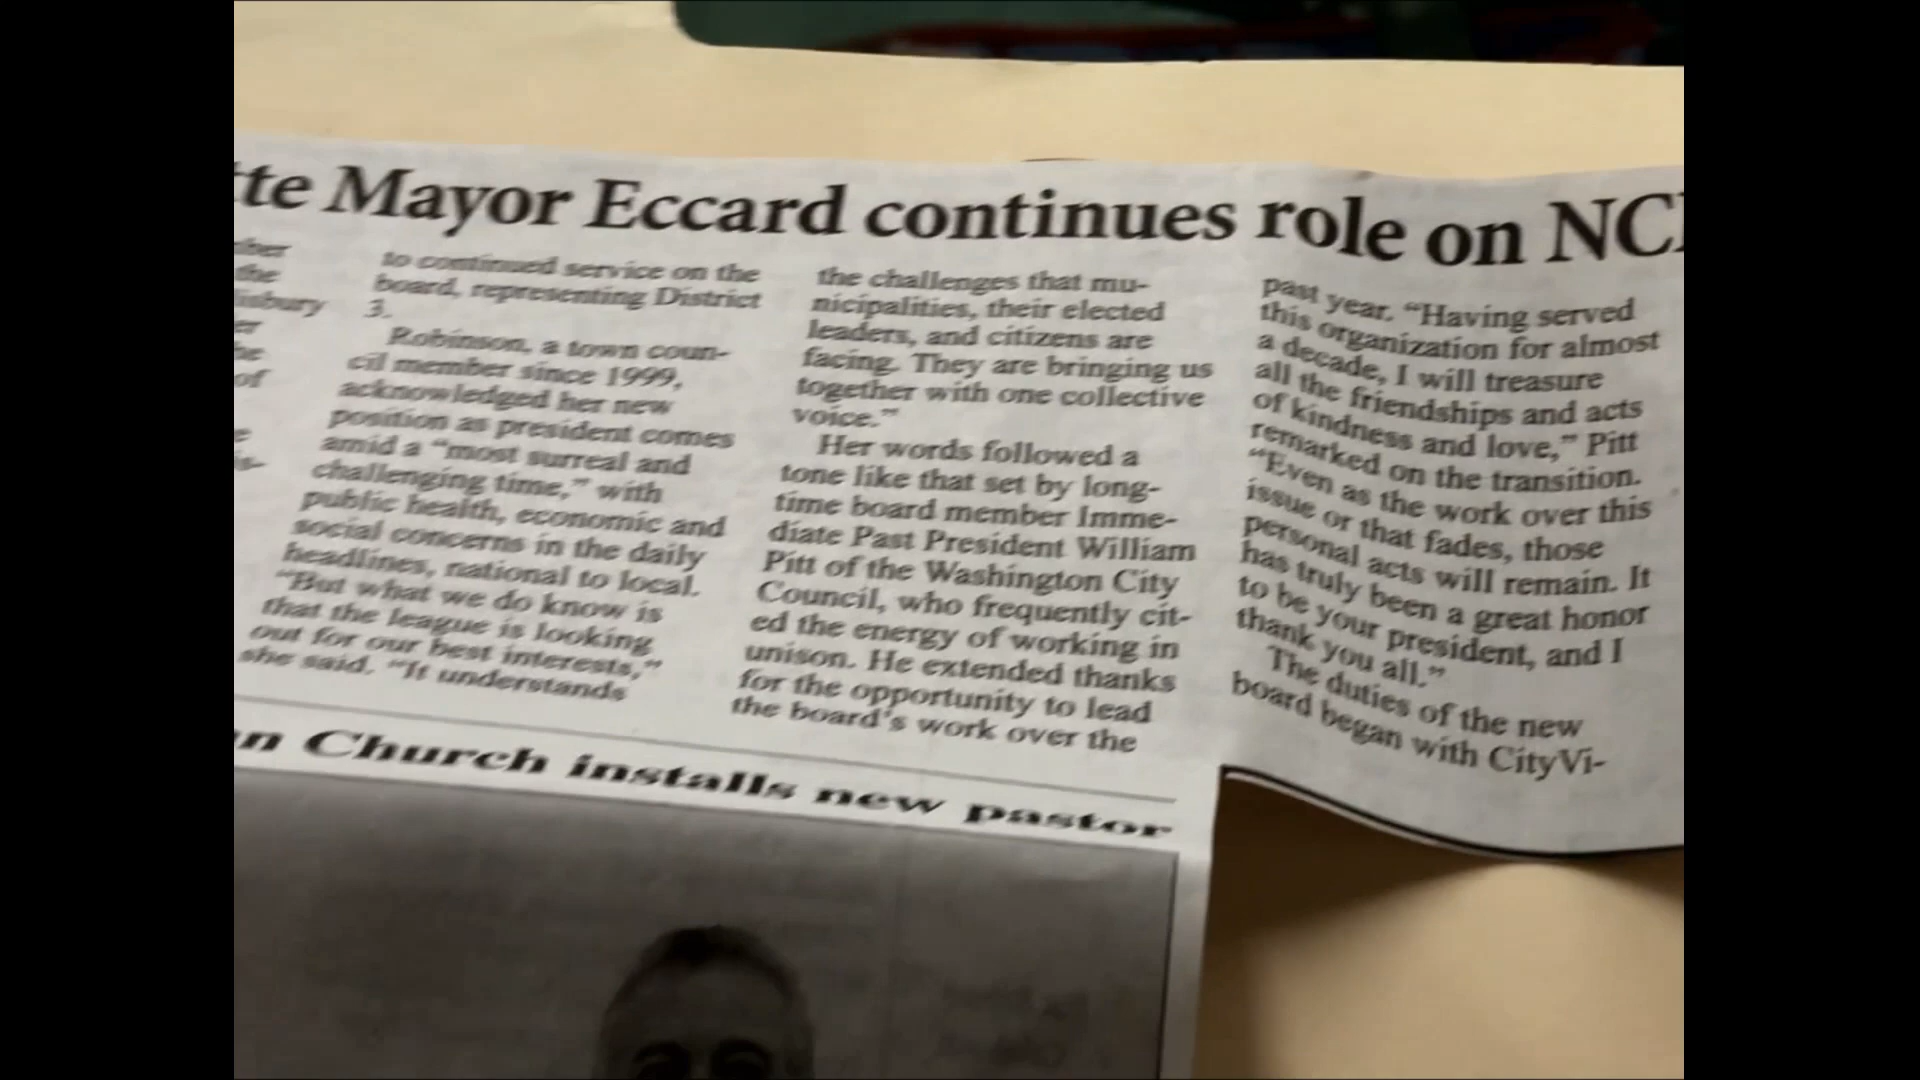 te Mayor Eccard continues role on NC
the
of
to continued service on the
board, representing District
3.
Robinson, a town coun-
cil member since 1999,
acknowledged her new
position as president comes
amid a “most surreal and
challenging time,” with
public health, economic and
social concerns in the daily
headlines, national to local.
“But what we do know is
that the league is looking
out for our best interests,”
she said. “It understands
the challenges that mu-
nicipalities, their elected
leaders, and citizens are
facing. They are bringing us
together with one collective
voice.”
Her words followed a
tone like that set by long-
time board member Imme-
diate Past President William
Pitt of the Washington City
Council, who frequently cit-
ed the energy of working in
unison. He extended thanks
for the opportunity to lead
the board's work over the
past year. “Having served
this organization for almost
a decade, I will treasure
all the friendships and acts
of kindness and love,” Pitt
remarked on the transition.
“Even as the work over this
issue or that fades, those
personal acts will remain. It
has truly been a great honor
to be your president, and I
thank you all.”
The duties of the new
board began with CityVi-
n Church installs new pastor